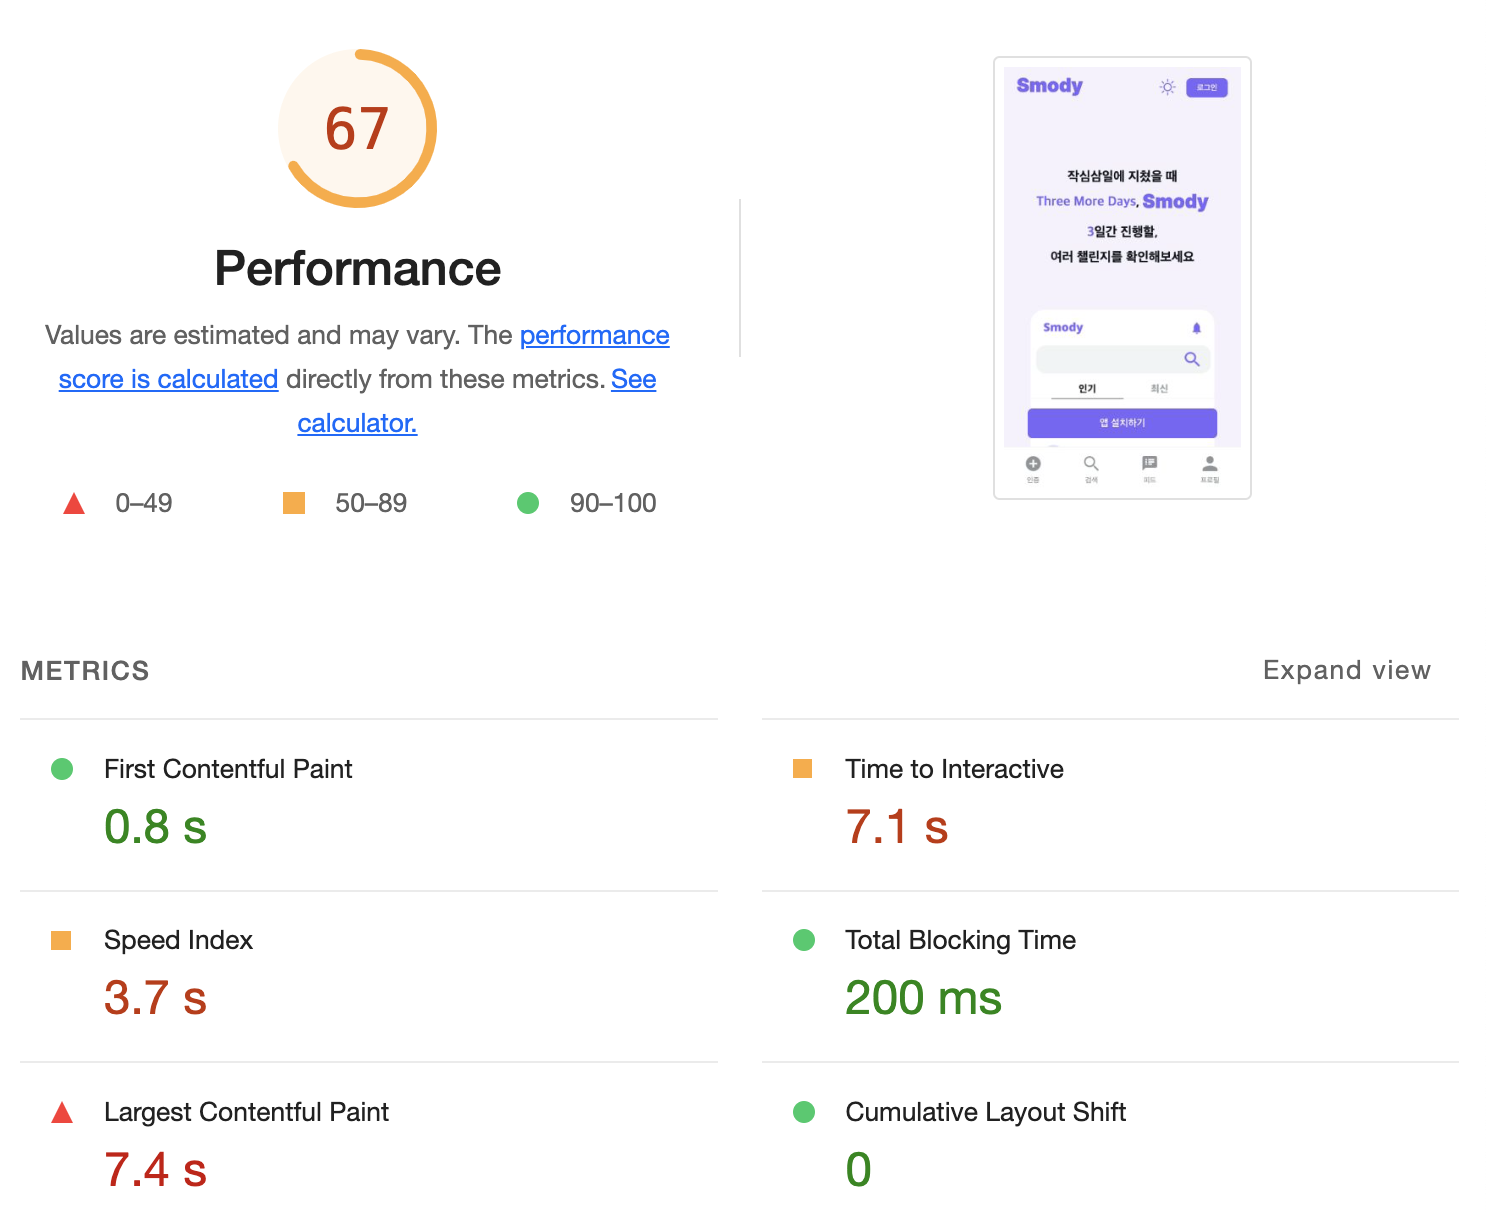 67
Performance
Values are estimated and may vary. The performance
score is calculated directly from these metrics. See
calculator.
0–49
50–89
90–100
Smody
로그인
작심삼일에 지쳤을 때
Three More Days, Smody
3일간 진행할,
여러 챌린지를 확인해보세요
Smody
인기
최신
앱 설치하기
인증
검색
피드
프로필
METRICS
Expand view
First Contentful Paint
0.8 s
Time to Interactive
7.1 s
Speed Index
3.7 s
Total Blocking Time
200 ms
Largest Contentful Paint
7.4 s
Cumulative Layout Shift
0